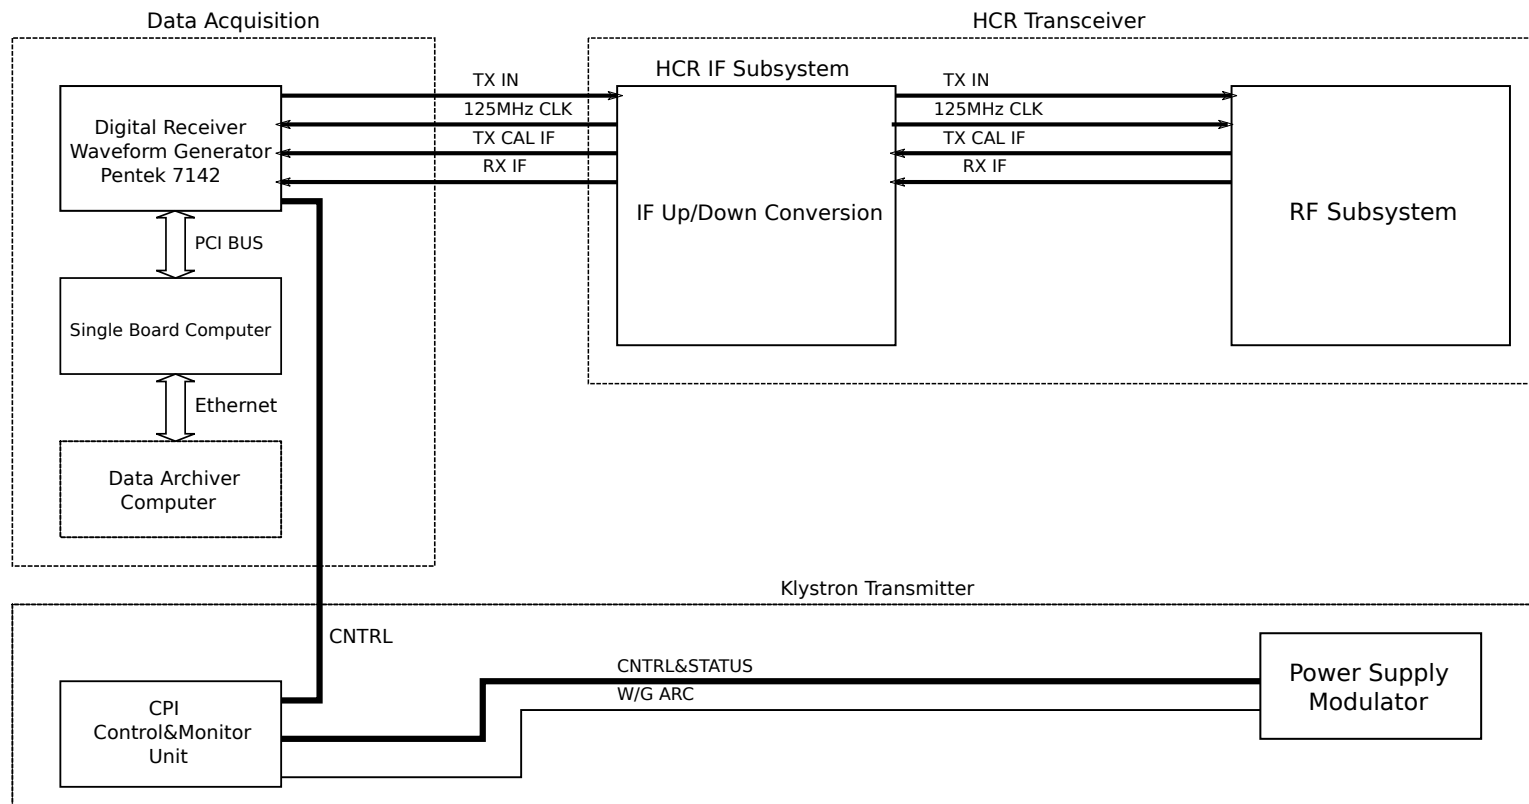 Data Acquisition
HCR Transceiver
HCR IF Subsystem
TX IN
125MHz CLK
TX CAL IF
RX IF
TX IN
125MHz CLK
TX CAL IF
RX IF
Digital Receiver
Waveform Generator
Pentek 7142
IF Up/Down Conversion
RF Subsystem
PCI BUS
Single Board Computer
Ethernet
Data Archiver
Computer
Klystron Transmitter
CNTRL
CNTRL&STATUS
W/G ARC
Power Supply
Modulator
CPI
Control&Monitor
Unit